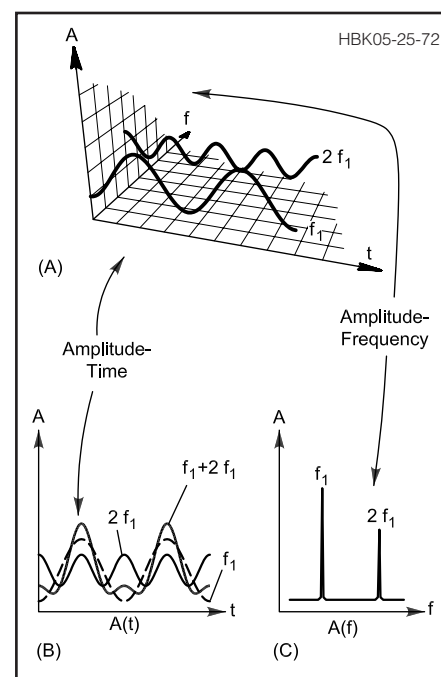 HBK05-25-72
A
f
2 f₁
f₁
t
(A)
Amplitude-
Time
Amplitude-
Frequency
A
f₁+2 f₁
2 f₁
f₁
t
A(t)
(B)
A
f₁
2 f₁
f
A(f)
(C)